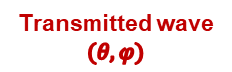 Transmitted wave
(θ, φ)